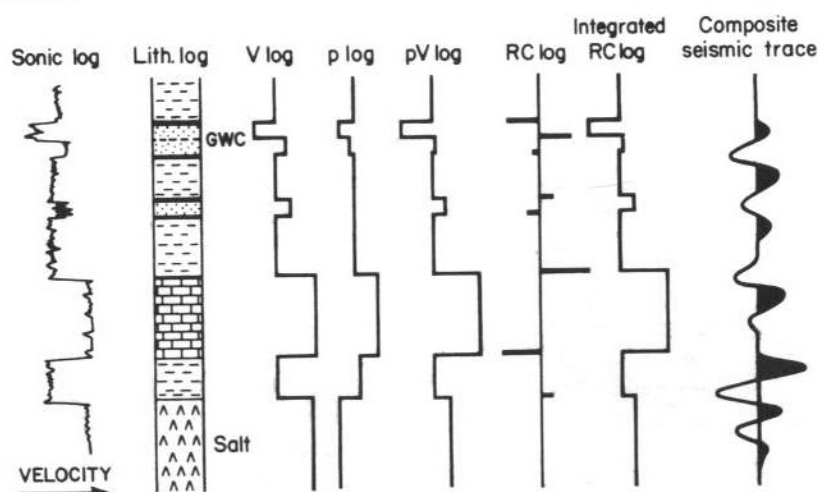 Sonic log
Lith. log
V log
ρ log
ρV log
RC log
Integrated
RC log
Composite
seismic trace
GWC
Salt
VELOCITY